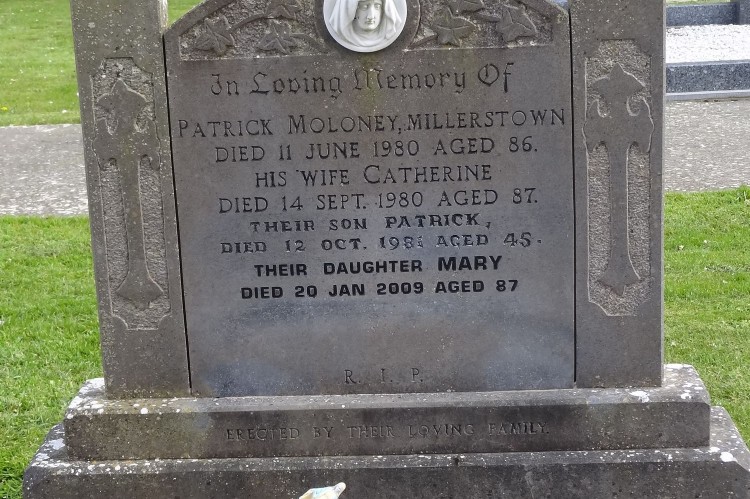 In Loving Memory Of
PATRICK MOLONEY, MILLERSTOWN
DIED 11 JUNE 1980 AGED 86.
HIS WIFE CATHERINE
DIED 14 SEPT. 1980 AGED 87.
THEIR SON PATRICK,
DIED 12 OCT. AGED 45.
THEIR DAUGHTER MARY
DIED 20 JAN 2009 AGED 87
R. I. P.
ERECTED BY THEIR LOVING FAMILY.